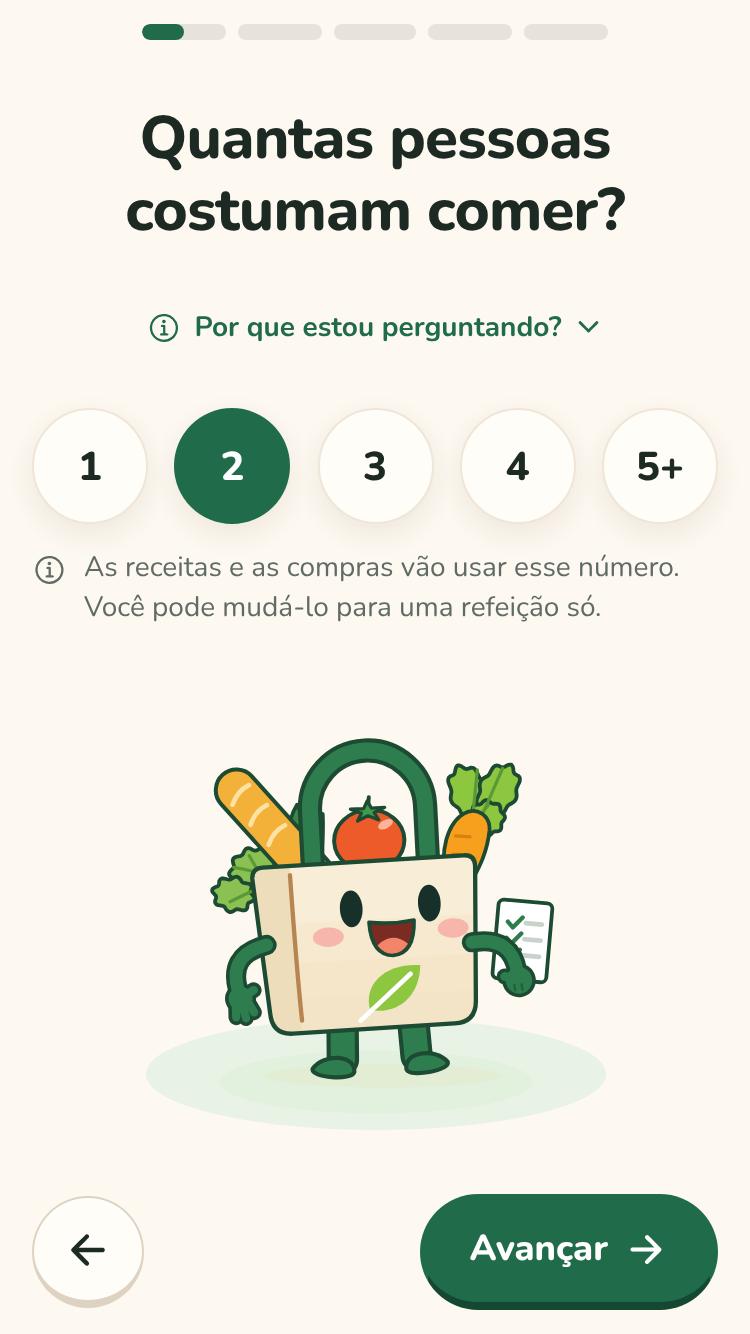 Quantas pessoas
costumam comer?
Por que estou perguntando?
1 2 3 4 5+
As receitas e as compras vão usar esse número.
Você pode mudá-lo para uma refeição só.
Avançar